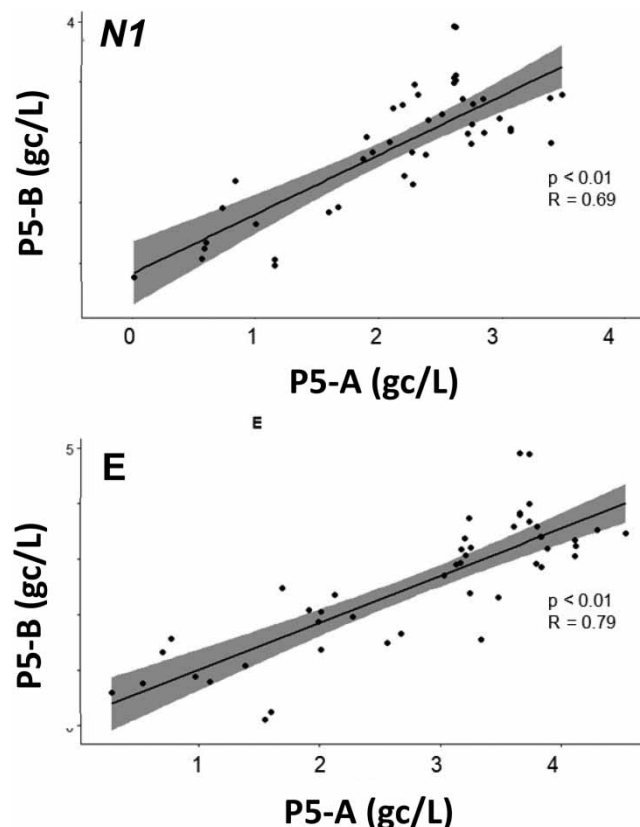 N1
4
P5-B (gc/L)
p < 0.01
R = 0.69
0 1 2 3 4
P5-A (gc/L)
E
5
E
P5-B (gc/L)
p < 0.01
R = 0.79
1 2 3 4
P5-A (gc/L)